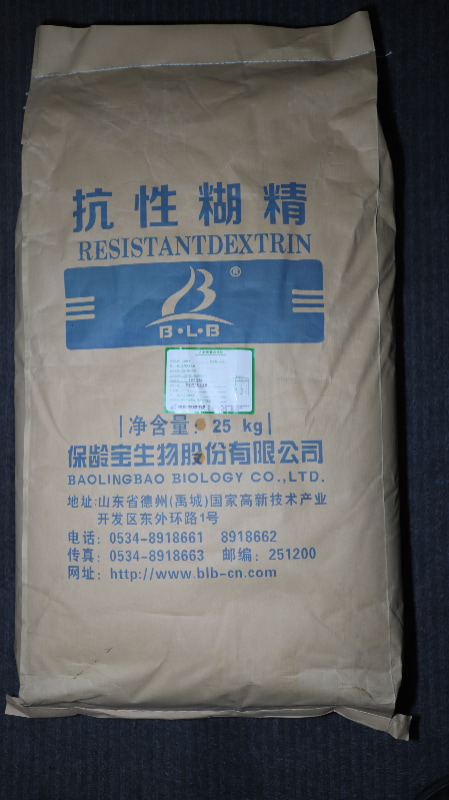 抗性糊精
RESISTANTDEXTRIN
B ®
B·L·B
净含量: 25 kg
保龄宝生物股份有限公司
BAOLINGBAO BIOLOGY CO.,LTD.
地址:山东省德州(禹城)国家高新技术产业
开发区东外环路1号
电话: 0534-8918661 8918662
传真: 0534-8918663 邮编: 251200
网址: http://www.blb-cn.com